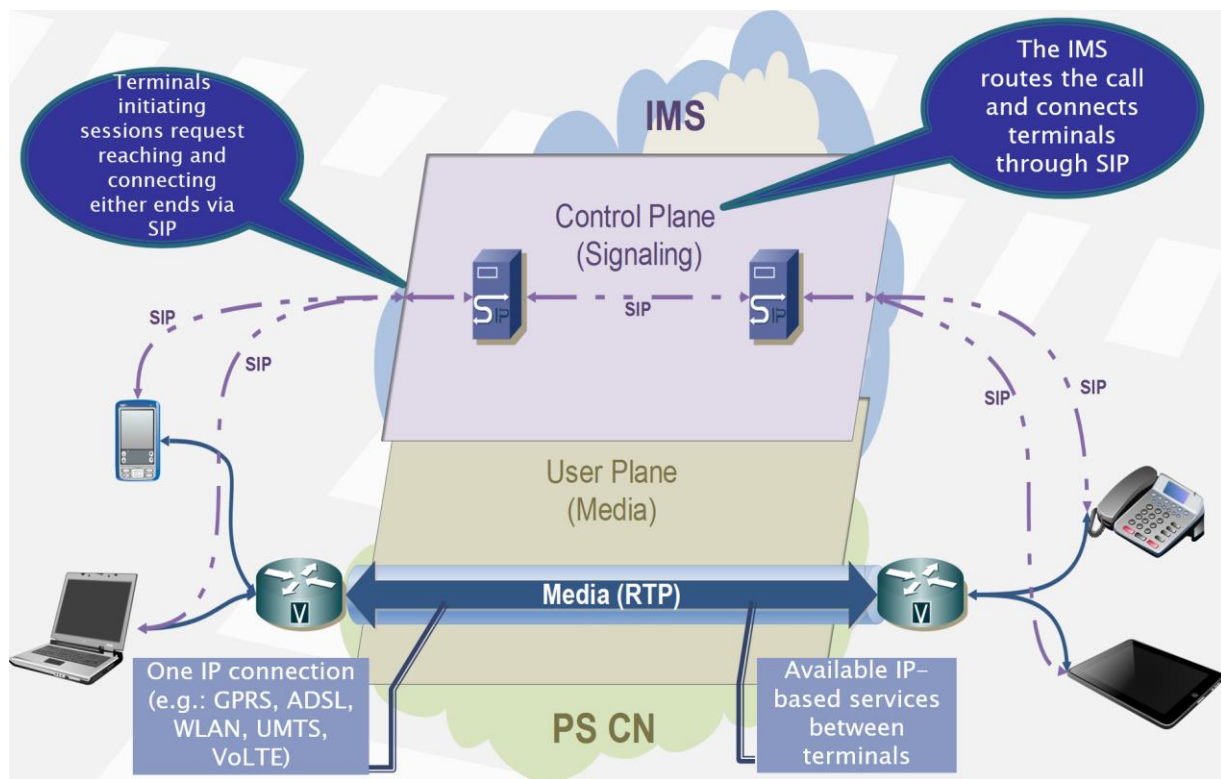 Terminals
initiating
sessions request
reaching and
connecting
either ends via
SIP
IMS
The IMS
routes the call
and connects
terminals
through SIP
Control Plane
(Signaling)
SIP
SIP
SIP
SIP
SIP
SIP
SIP
User Plane
(Media)
V
Media (RTP)
V
One IP connection
(e.g.: GPRS, ADSL,
WLAN, UMTS,
VoLTE)
PS CN
Available IP-
based services
between
terminals